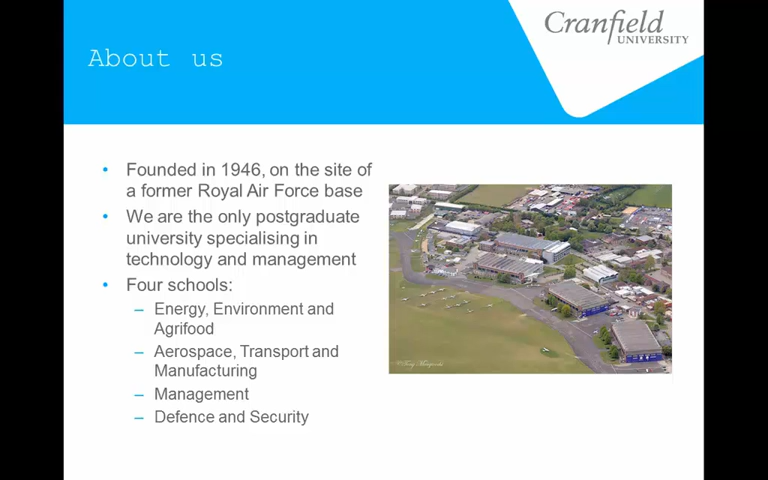 Cranfield
UNIVERSITY
About us
• Founded in 1946, on the site of
a former Royal Air Force base
• We are the only postgraduate
university specialising in
technology and management
• Four schools:
– Energy, Environment and
Agrifood
– Aerospace, Transport and
Manufacturing
– Management
– Defence and Security